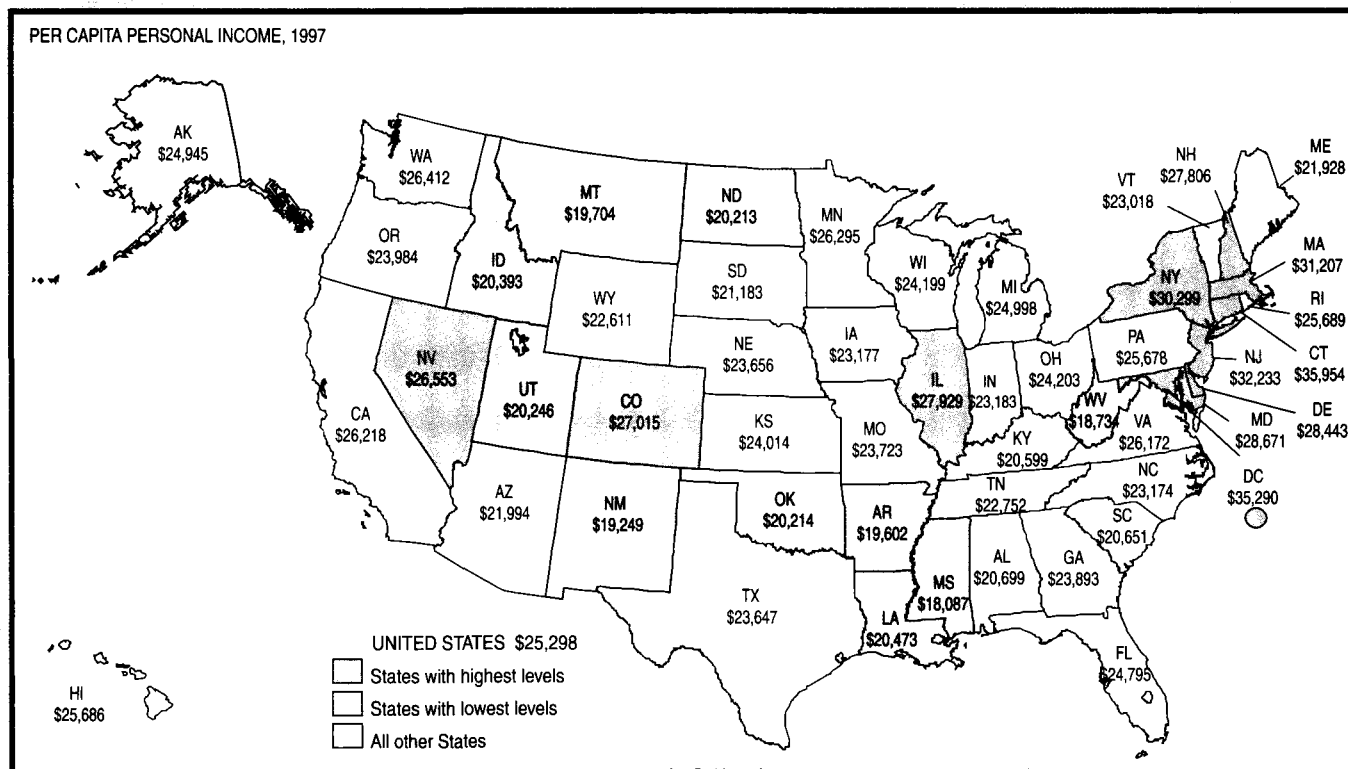 PER CAPITA PERSONAL INCOME, 1997
AK
$24,945
WA
$26,412
MT
$19,704
ND
$20,213
MN
$26,295
NH
$27,806
ME
$21,928
VT
$23,018
OR
$23,984
ID
$20,393
SD
$21,183
WI
$24,199
MI
$24,998
NY
$30,299
MA
$31,207
WY
$22,611
RI
$25,689
NE
$23,656
IA
$23,177
PA
$25,678
NV
$26,553
UT
$20,246
CO
$27,015
IL
$27,929
IN
$23,183
OH
$24,203
NJ
$32,233
CT
$35,954
CA
$26,218
KS
$24,014
MO
$23,723
WV
$18,734
VA
$26,172
MD
$28,671
DE
$28,443
KY
$20,599
AZ
$21,994
NM
$19,249
OK
$20,214
AR
$19,602
TN
$22,752
NC
$23,174
DC
$35,290
SC
$20,651
TX
$23,647
MS
$18,087
AL
$20,699
GA
$23,893
LA
$20,473
FL
$24,795
HI
$25,686
UNITED STATES $25,298
States with highest levels
States with lowest levels
All other States